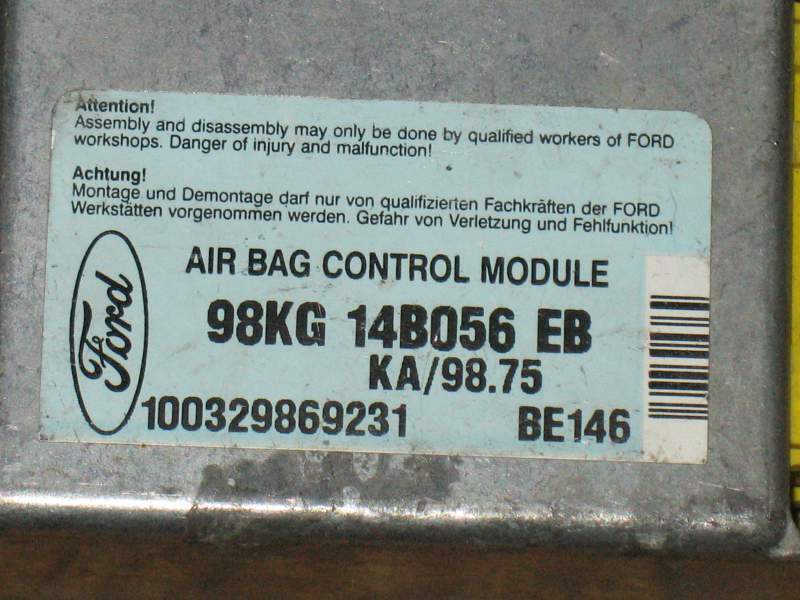 Attention!
Assembly and disassembly may only be done by qualified workers of FORD
workshops. Danger of injury and malfunction!
Achtung!
Montage und Demontage darf nur von qualifizierten Fachkräften der FORD
Werkstätten vorgenommen werden. Gefahr von Verletzung und Fehlfunktion!
AIR BAG CONTROL MODULE
Ford
98KG 14B056 EB
KA/98.75
100329869231 BE146